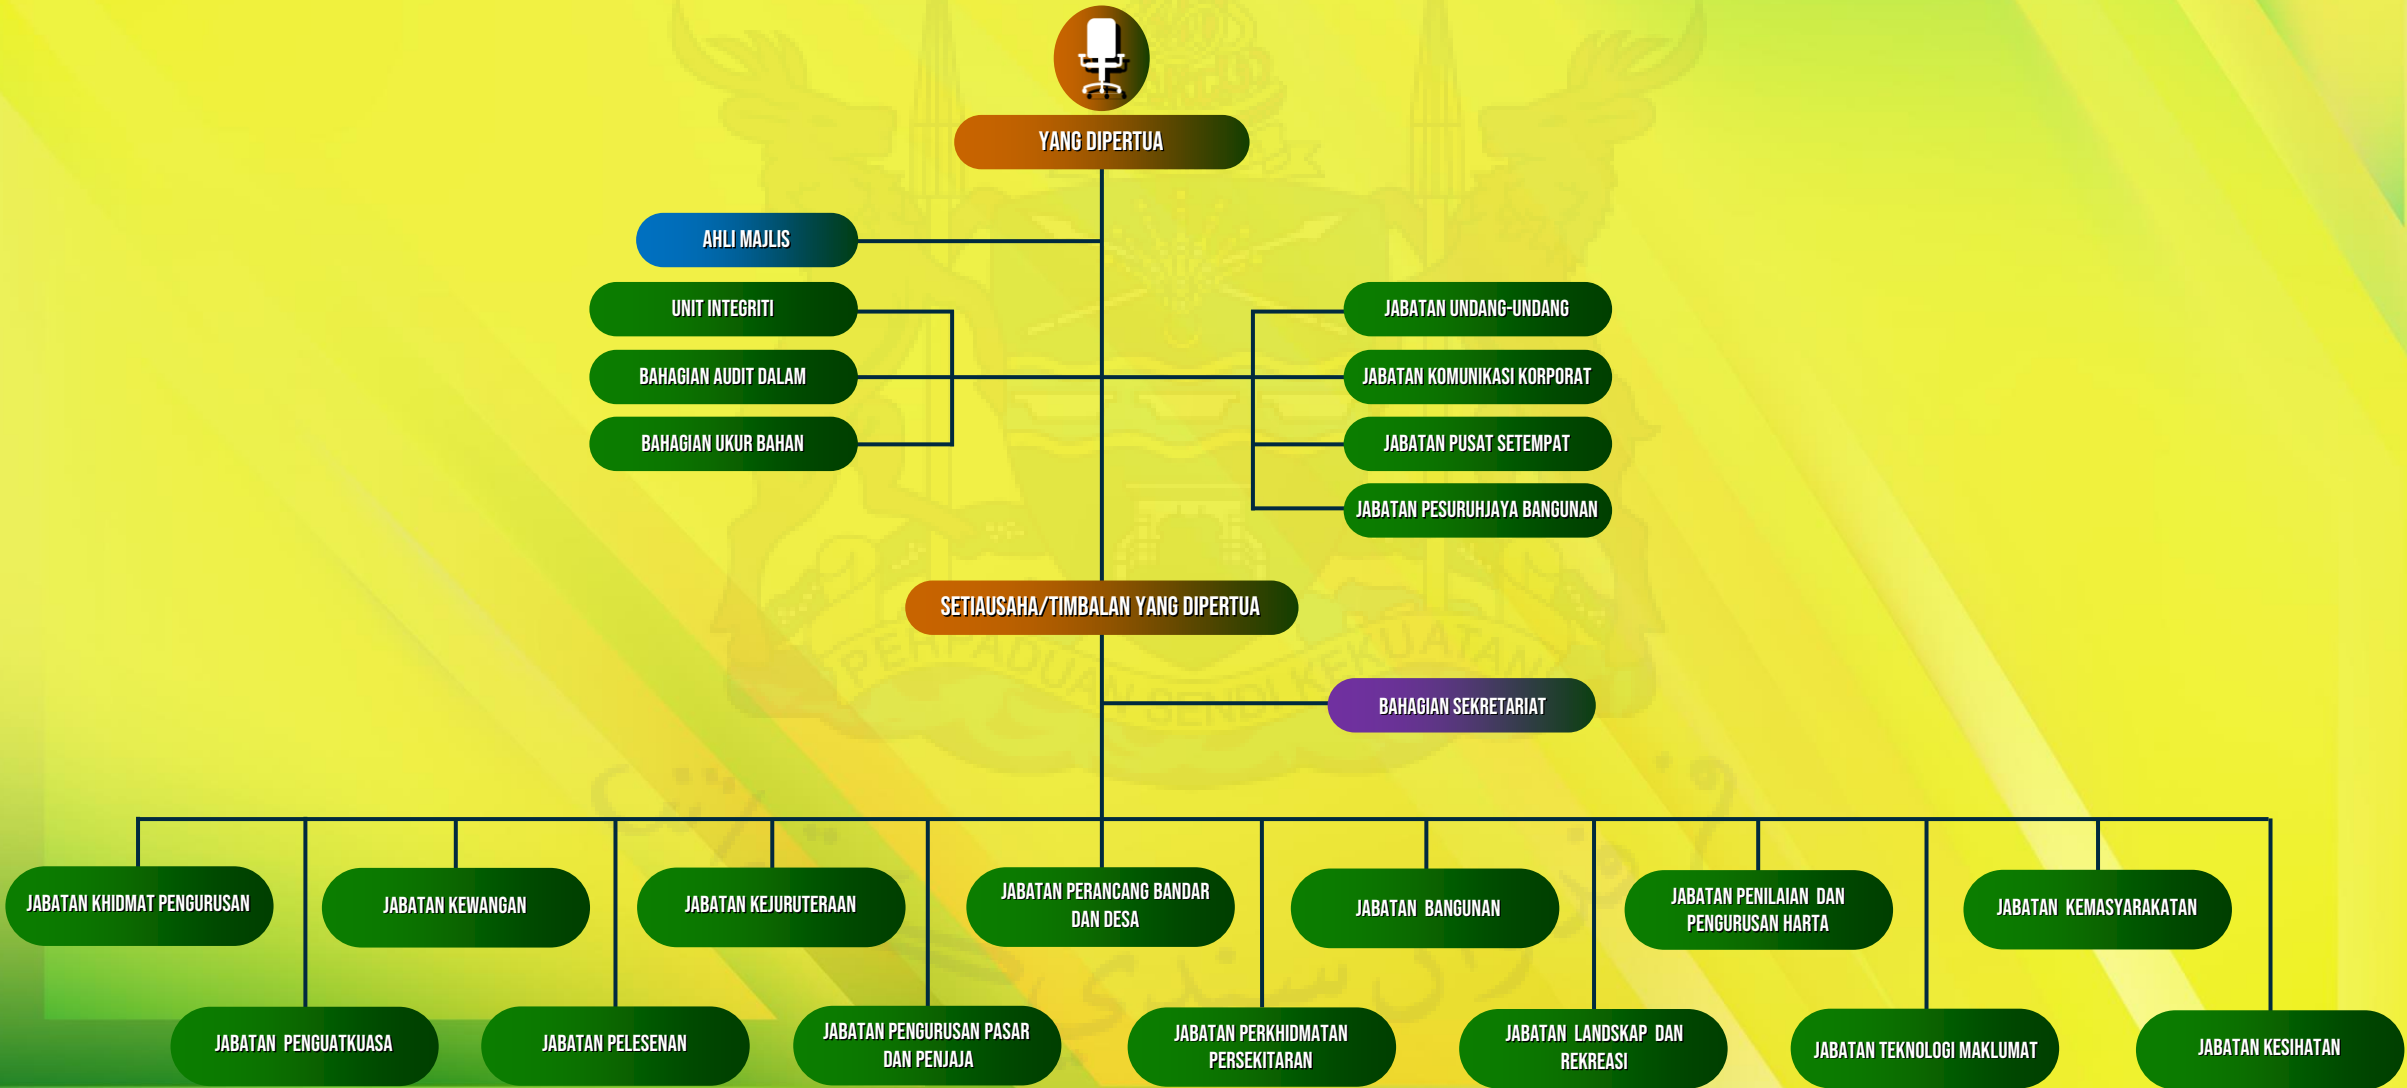 YANG DIPERTUA
AHLI MAJLIS
UNIT INTEGRITI
BAHAGIAN AUDIT DALAM
BAHAGIAN UKUR BAHAN
JABATAN UNDANG-UNDANG
JABATAN KOMUNIKASI KORPORAT
JABATAN PUSAT SETEMPAT
JABATAN PESURUHJAYA BANGUNAN
SETIAUSAHA/TIMBALAN YANG DIPERTUA
PERPADUAN SENDI KEKUATAN
BAHAGIAN SEKRETARIAT
JABATAN KHIDMAT PENGURUSAN
JABATAN KEWANGAN
JABATAN KEJURUTERAAN
JABATAN PERANCANG BANDAR
DAN DESA
JABATAN BANGUNAN
JABATAN PENILAIAN DAN
PENGURUSAN HARTA
JABATAN KEMASYARAKATAN
JABATAN PENGUATKUASA
JABATAN PELESENAN
JABATAN PENGURUSAN PASAR
DAN PENJAJA
JABATAN PERKHIDMATAN
PERSEKITARAN
JABATAN LANDSKAP DAN
REKREASI
JABATAN TEKNOLOGI MAKLUMAT
JABATAN KESIHATAN